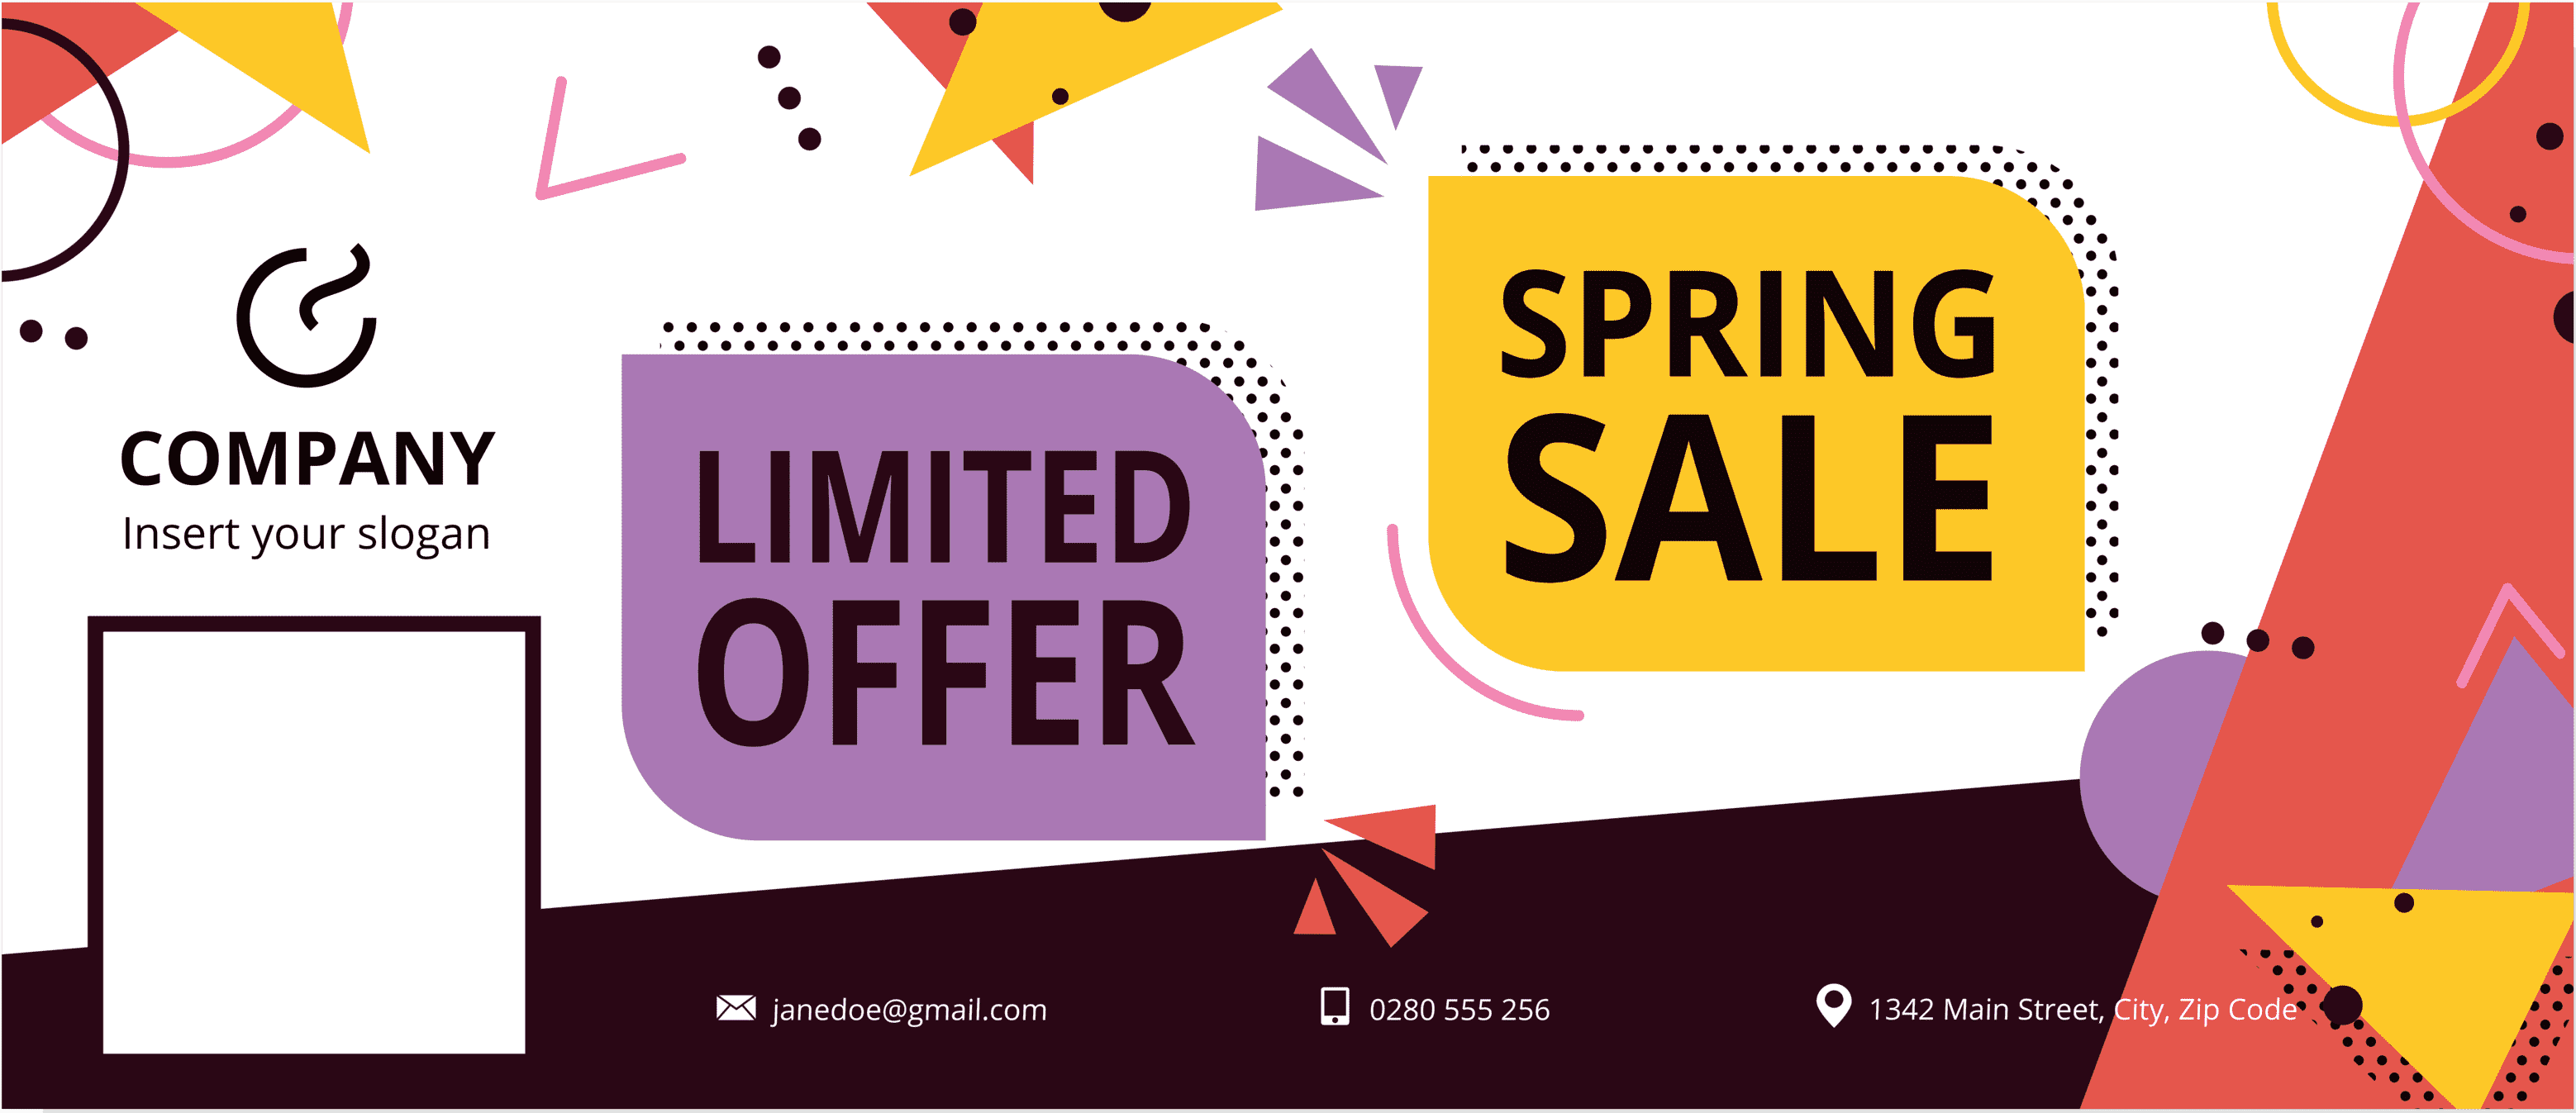 COMPANY
Insert your slogan
LIMITED
OFFER
SPRING
SALE
janedoe@gmail.com
0280 555 256
1342 Main Street, City, Zip Code